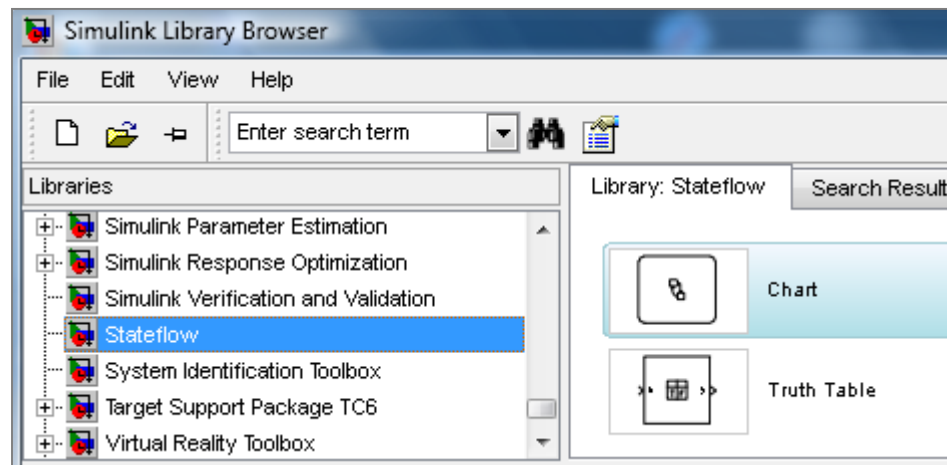 Simulink Library Browser
File Edit View Help
Enter search term
Libraries
Library: Stateflow
Search Result
Simulink Parameter Estimation
Simulink Response Optimization
Simulink Verification and Validation
Stateflow
System Identification Toolbox
Target Support Package TC6
Virtual Reality Toolbox
Chart
Truth Table